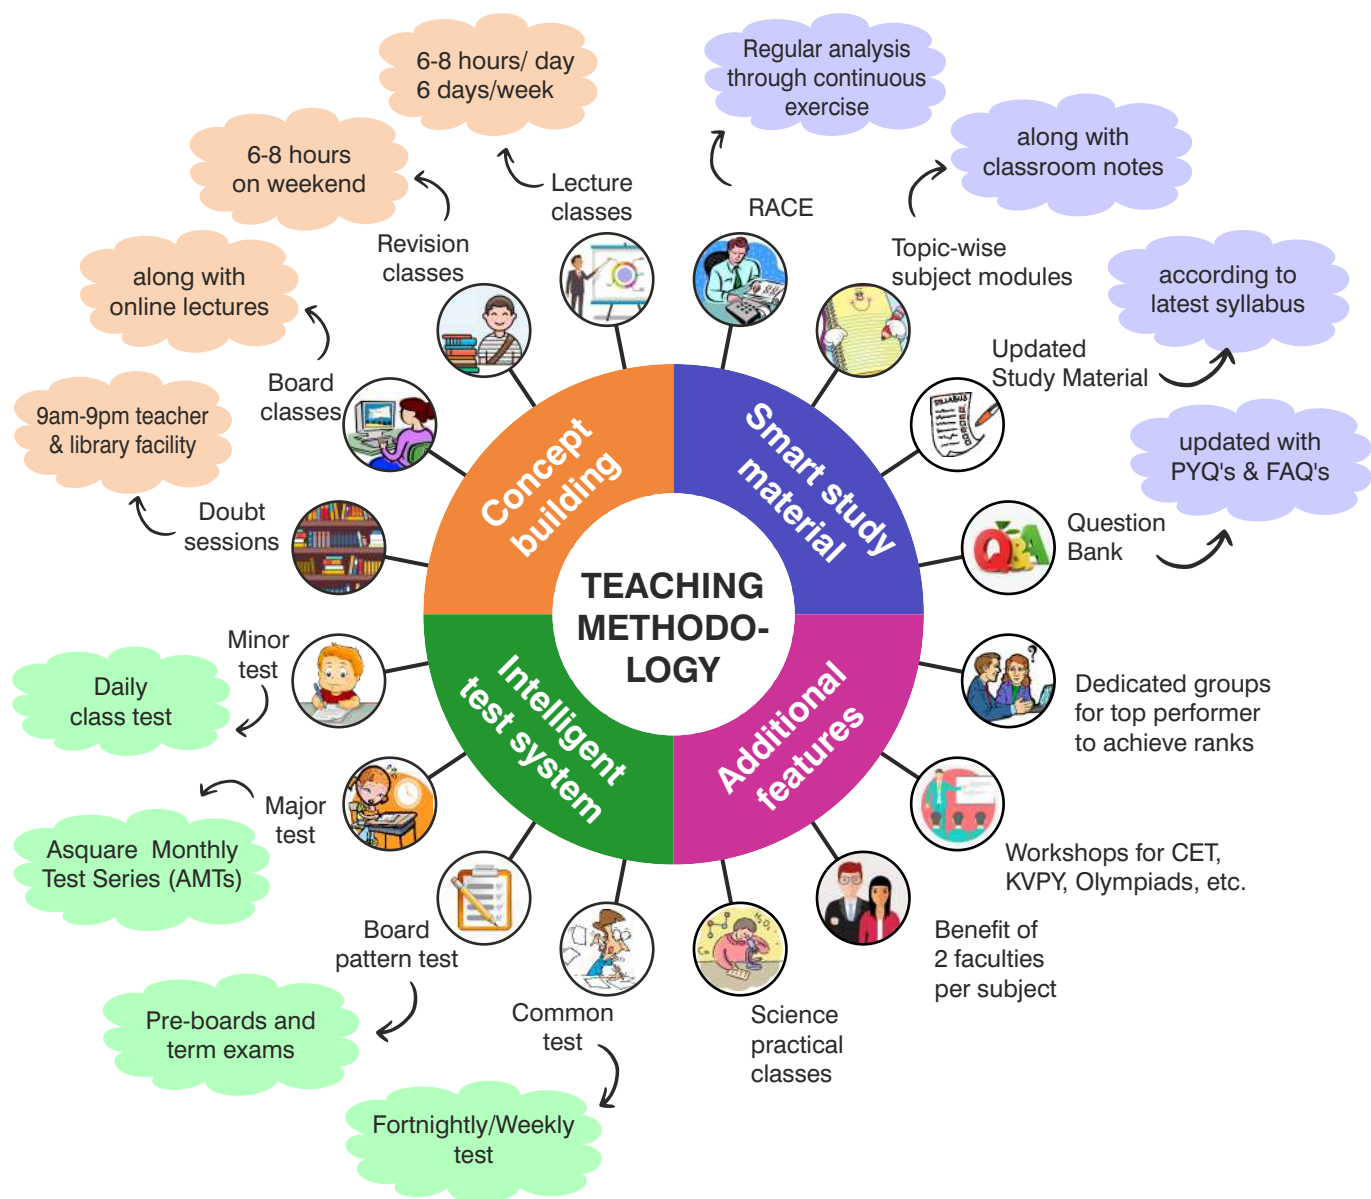 TEACHING
METHODO-
LOGY
Concept
building
Lecture
classes
6-8 hours/ day
6 days/week
Revision
classes
6-8 hours
on weekend
Board
classes
along with
online lectures
Doubt
sessions
9am-9pm teacher
& library facility
Smart study
material
RACE
Regular analysis
through continuous
exercise
Topic-wise
subject modules
along with
classroom notes
Updated
Study Material
according to
latest syllabus
SYLLABUS
Question
Bank
Q&A
updated with
PYQ's & FAQ's
Additional
features
?
Dedicated groups
for top performer
to achieve ranks
Workshops for CET,
KVPY, Olympiads, etc.
Benefit of
2 faculties
per subject
Science
practical
classes
Intelligent
test system
Minor
test
Daily
class test
Major
test
Asquare  Monthly
Test Series (AMTs)
Board
pattern test
Pre-boards and
term exams
Common
test
Fortnightly/Weekly
test